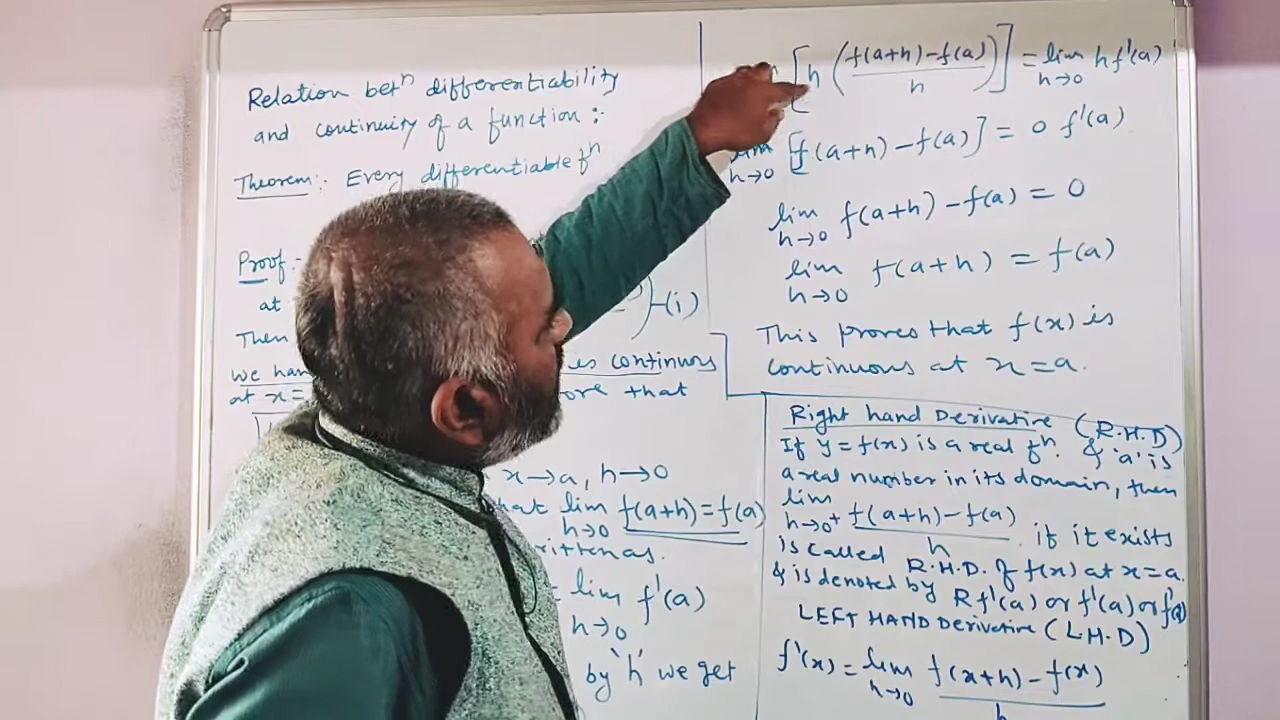 Relation betⁿ differentiability
and continuity of a function :-
Theorem:- Every differentiable fⁿ
Proof :-
at
Then
)-(i)
we han
is continuous
at x=
ore that
x→a, h→0
hat lim f(a+h)=f(a)
h→0
ritten as.
= lim f'(a)
h→0
by 'h' we get
[h (f(a+h)-f(a)/h)] = lim h f'(a)
h→0
lim [f(a+h)-f(a)] = 0 f'(a)
h→0
lim f(a+h)-f(a)=0
h→0
lim f(a+h) = f(a)
h→0
This proves that f(x) is
continuous at x=a.
Right hand Derivative (R.H.D)
If y=f(x) is a real fⁿ. & 'a' is
a real number in its domain, then
lim
h→0⁺ f(a+h)-f(a)
h if it exists
is called R.H.D. of f(x) at x=a.
& is denoted by Rf'(a) or f'(a) or f'(a)
LEFT HAND Derivative (L.H.D)
f'(x) = lim f(x+h)-f(x)
h→0
h